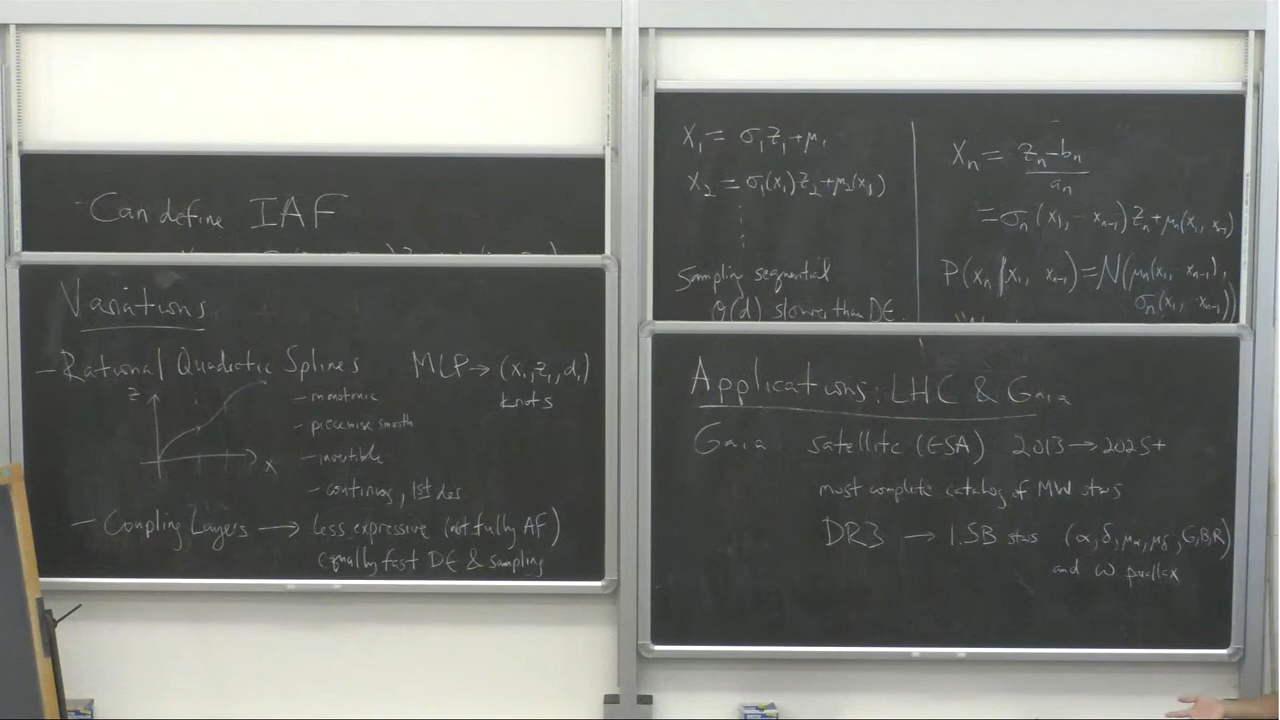 - Can define IAF
Variations
- Rational Quadratic Splines
MLP → (x₁, z₁, d₁)
knots
z
x
- monotonic
- piecewise smooth
- invertible
- continuous, 1st der
- Coupling Layers → less expressive (not fully AF)
equally fast DE & sampling
X₁ = σ₁z₁+μ₁
X₂ = σ₁(x₁)z₂+μ₂(x₁)
Sampling sequential
O(d) slower than DE
Xₙ = (zₙ-bₙ)/aₙ
= σₙ(x₁, -- xₙ₋₁) zₙ + μₙ(x₁, xₙ₋₁)
P(xₙ | x₁, xₙ₋₁) = N(μₙ(x₁, xₙ₋₁),
σₙ(x₁, -- xₙ₋₁))
Applications: LHC & Gaia
Gaia satellite (ESA) 2013 → 2025+
most complete catalog of MW stars
DR3 → 1.5B stars (α, δ, μα, μδ, G, B, R)
and ω parallax